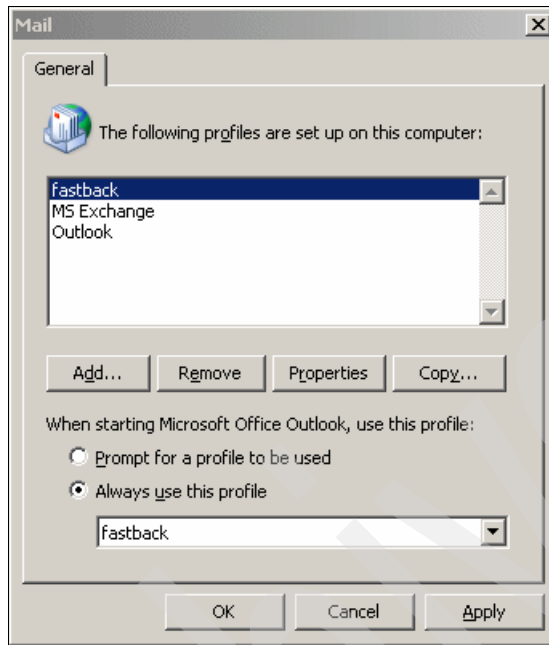 Mail
General
The following profiles are set up on this computer:
fastback
MS Exchange
Outlook
Add... Remove Properties Copy...
When starting Microsoft Office Outlook, use this profile:
Prompt for a profile to be used
Always use this profile
fastback
OK Cancel Apply